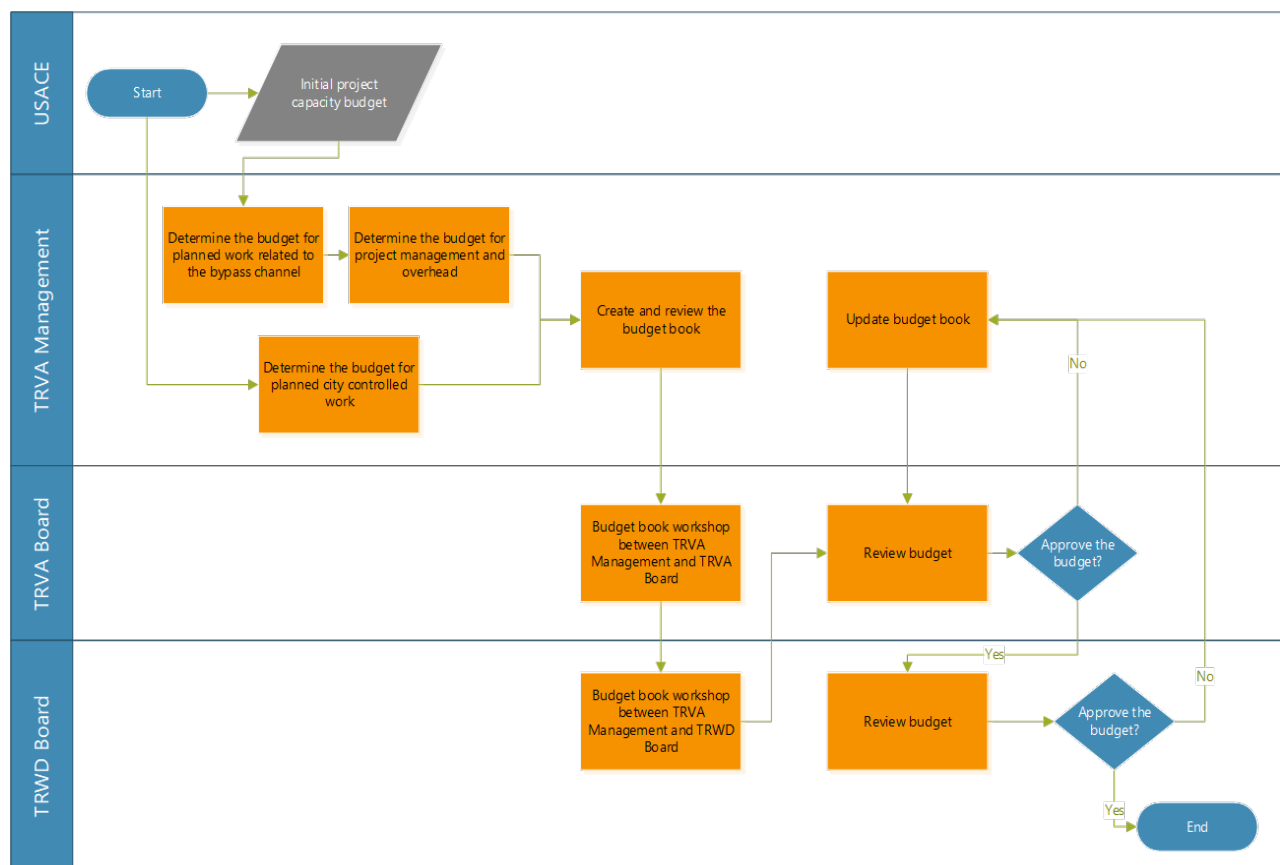 USACE
Start
Initial project
capacity budget
TRVA Management
Determine the budget for
planned work related to
the bypass channel
Determine the budget for
project management and
overhead
Determine the budget for
planned city controlled
work
Create and review the
budget book
Update budget book
No
TRVA Board
Budget book workshop
between TRVA
Management and TRVA
Board
Review budget
Approve the
budget?
Yes
TRWD Board
Budget book workshop
between TRVA
Management and TRWD
Board
Review budget
Approve the
budget?
No
Yes
End